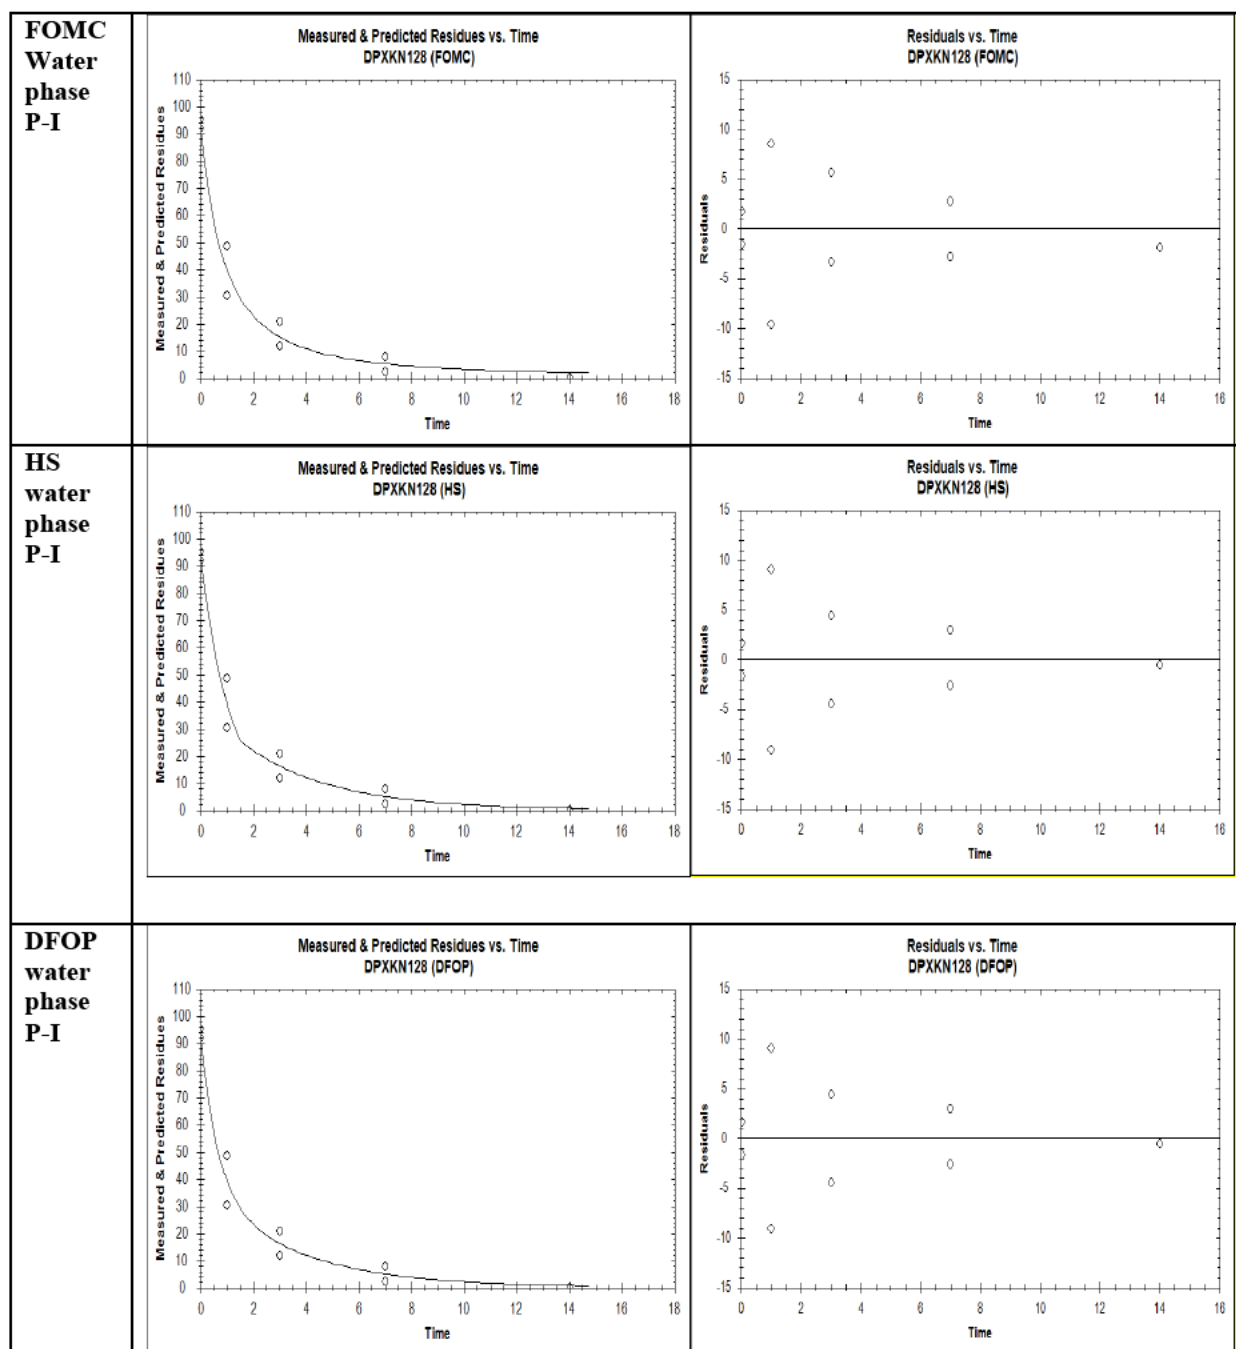 FOMC
Water
phase
P-I
Measured & Predicted Residues vs. Time
DPXKN128 (FOMC)
Measured & Predicted Residues
110
100
90
80
70
60
50
40
30
20
10
0
0 2 4 6 8 10 12 14 16 18
Time
Residuals vs. Time
DPXKN128 (FOMC)
Residuals
15
10
5
0
-5
-10
-15
0 2 4 6 8 10 12 14 16
Time
HS
water
phase
P-I
Measured & Predicted Residues vs. Time
DPXKN128 (HS)
Measured & Predicted Residues
110
100
90
80
70
60
50
40
30
20
10
0
0 2 4 6 8 10 12 14 16 18
Time
Residuals vs. Time
DPXKN128 (HS)
Residuals
15
10
5
0
-5
-10
-15
0 2 4 6 8 10 12 14 16
Time
DFOP
water
phase
P-I
Measured & Predicted Residues vs. Time
DPXKN128 (DFOP)
Measured & Predicted Residues
110
100
90
80
70
60
50
40
30
20
10
0
0 2 4 6 8 10 12 14 16 18
Time
Residuals vs. Time
DPXKN128 (DFOP)
Residuals
15
10
5
0
-5
-10
-15
0 2 4 6 8 10 12 14 16
Time